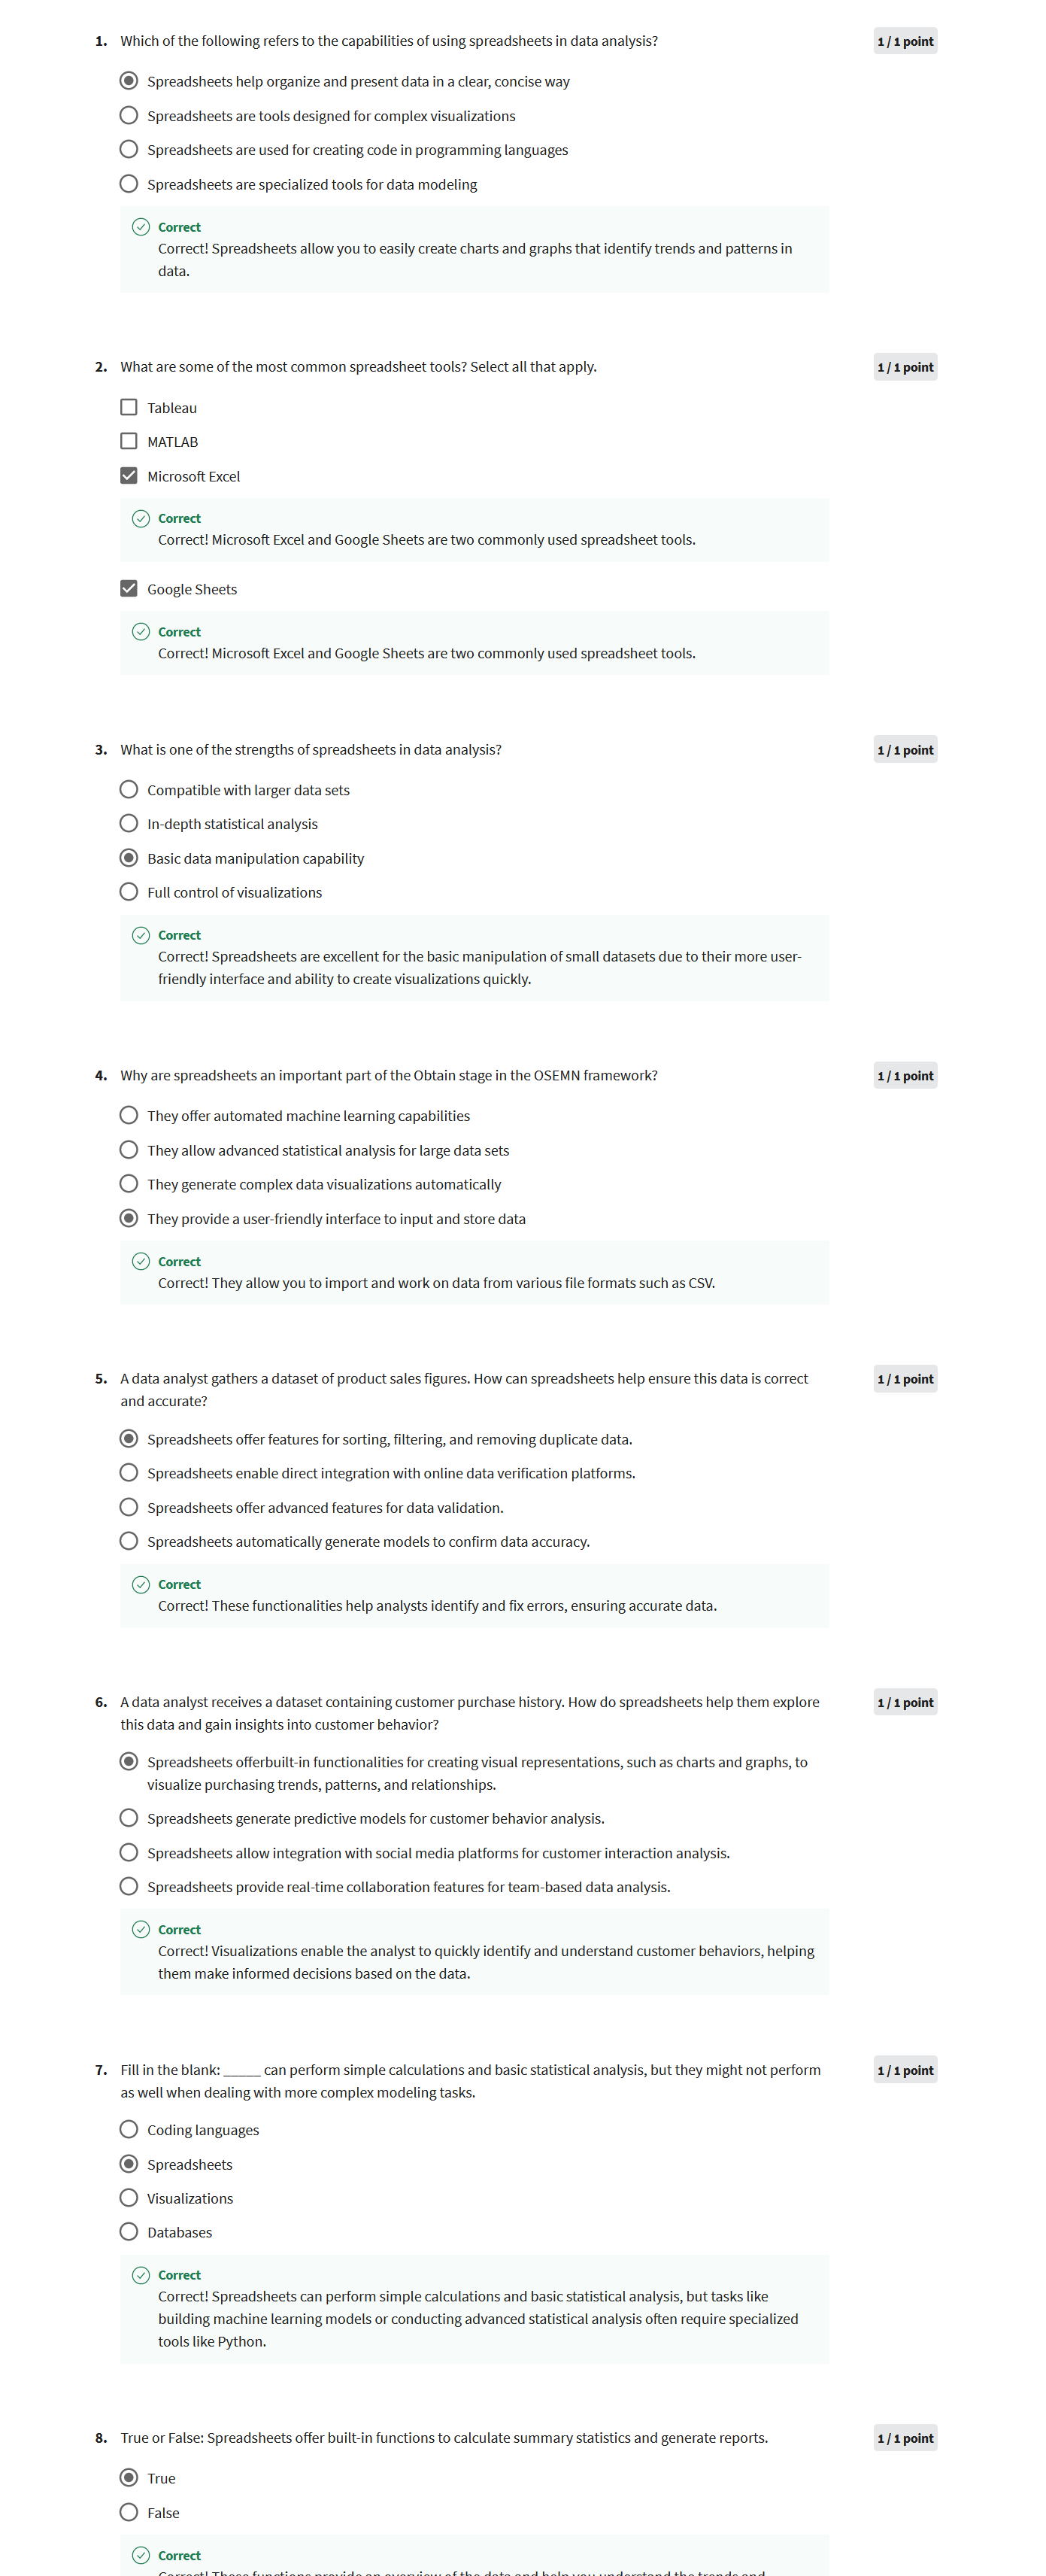 1. Which of the following refers to the capabilities of using spreadsheets in data analysis?
1 / 1 point
Spreadsheets help organize and present data in a clear, concise way
Spreadsheets are tools designed for complex visualizations
Spreadsheets are used for creating code in programming languages
Spreadsheets are specialized tools for data modeling
Correct
Correct! Spreadsheets allow you to easily create charts and graphs that identify trends and patterns in
data.
2. What are some of the most common spreadsheet tools? Select all that apply.
1 / 1 point
Tableau
MATLAB
Microsoft Excel
Correct
Correct! Microsoft Excel and Google Sheets are two commonly used spreadsheet tools.
Google Sheets
Correct
Correct! Microsoft Excel and Google Sheets are two commonly used spreadsheet tools.
3. What is one of the strengths of spreadsheets in data analysis?
1 / 1 point
Compatible with larger data sets
In-depth statistical analysis
Basic data manipulation capability
Full control of visualizations
Correct
Correct! Spreadsheets are excellent for the basic manipulation of small datasets due to their more user-
friendly interface and ability to create visualizations quickly.
4. Why are spreadsheets an important part of the Obtain stage in the OSEMN framework?
1 / 1 point
They offer automated machine learning capabilities
They allow advanced statistical analysis for large data sets
They generate complex data visualizations automatically
They provide a user-friendly interface to input and store data
Correct
Correct! They allow you to import and work on data from various file formats such as CSV.
5. A data analyst gathers a dataset of product sales figures. How can spreadsheets help ensure this data is correct
and accurate?
1 / 1 point
Spreadsheets offer features for sorting, filtering, and removing duplicate data.
Spreadsheets enable direct integration with online data verification platforms.
Spreadsheets offer advanced features for data validation.
Spreadsheets automatically generate models to confirm data accuracy.
Correct
Correct! These functionalities help analysts identify and fix errors, ensuring accurate data.
6. A data analyst receives a dataset containing customer purchase history. How do spreadsheets help them explore
this data and gain insights into customer behavior?
1 / 1 point
Spreadsheets offerbuilt-in functionalities for creating visual representations, such as charts and graphs, to
visualize purchasing trends, patterns, and relationships.
Spreadsheets generate predictive models for customer behavior analysis.
Spreadsheets allow integration with social media platforms for customer interaction analysis.
Spreadsheets provide real-time collaboration features for team-based data analysis.
Correct
Correct! Visualizations enable the analyst to quickly identify and understand customer behaviors, helping
them make informed decisions based on the data.
7. Fill in the blank: _____ can perform simple calculations and basic statistical analysis, but they might not perform
as well when dealing with more complex modeling tasks.
1 / 1 point
Coding languages
Spreadsheets
Visualizations
Databases
Correct
Correct! Spreadsheets can perform simple calculations and basic statistical analysis, but tasks like
building machine learning models or conducting advanced statistical analysis often require specialized
tools like Python.
8. True or False: Spreadsheets offer built-in functions to calculate summary statistics and generate reports.
1 / 1 point
True
False
Correct